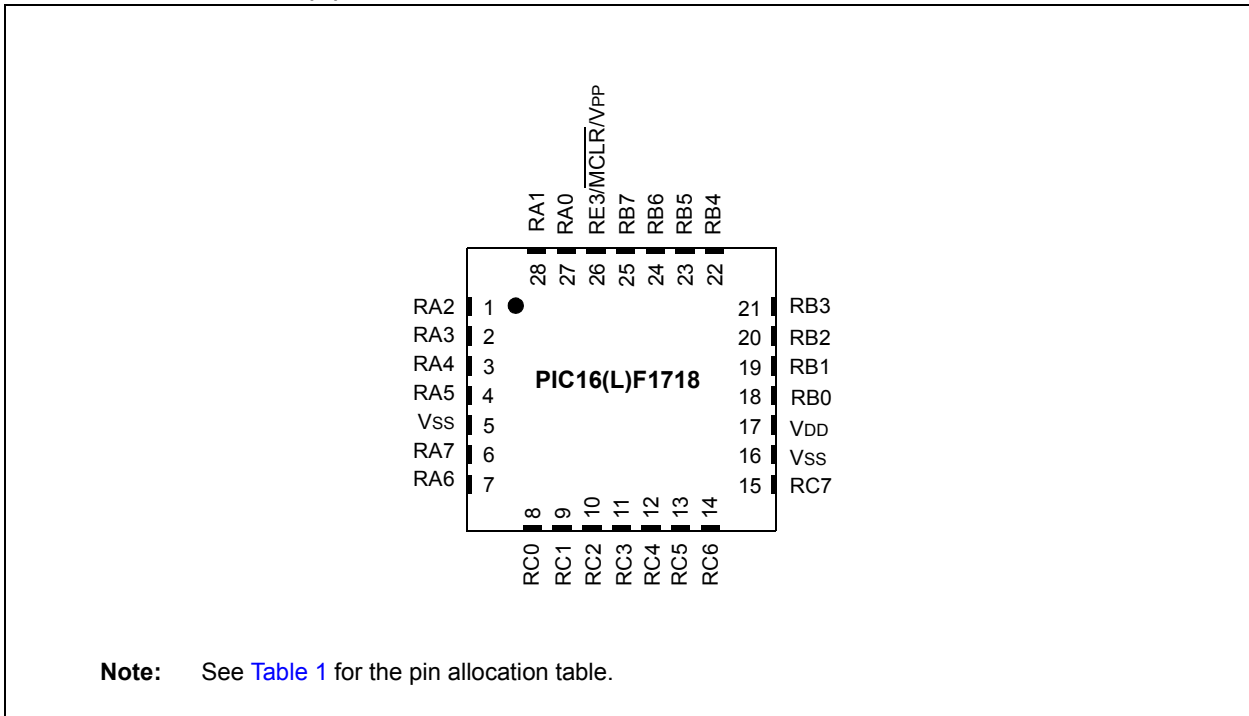 RA1
RA0
RE3/MCLR/VPP
RB7
RB6
RB5
RB4
28
27
26
25
24
23
22
RA2 1
RA3 2
RA4 3
RA5 4
VSS 5
RA7 6
RA6 7
PIC16(L)F1718
21 RB3
20 RB2
19 RB1
18 RB0
17 VDD
16 VSS
15 RC7
8
9
10
11
12
13
14
RC0
RC1
RC2
RC3
RC4
RC5
RC6
Note: See Table 1 for the pin allocation table.